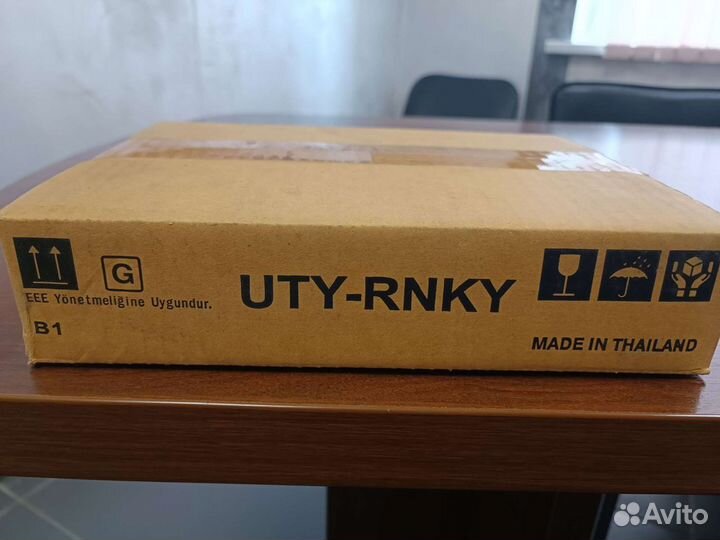 G
EEE Yönetmeliğine Uygundur.
B1
UTY-RNKY
MADE IN THAILAND
Avito